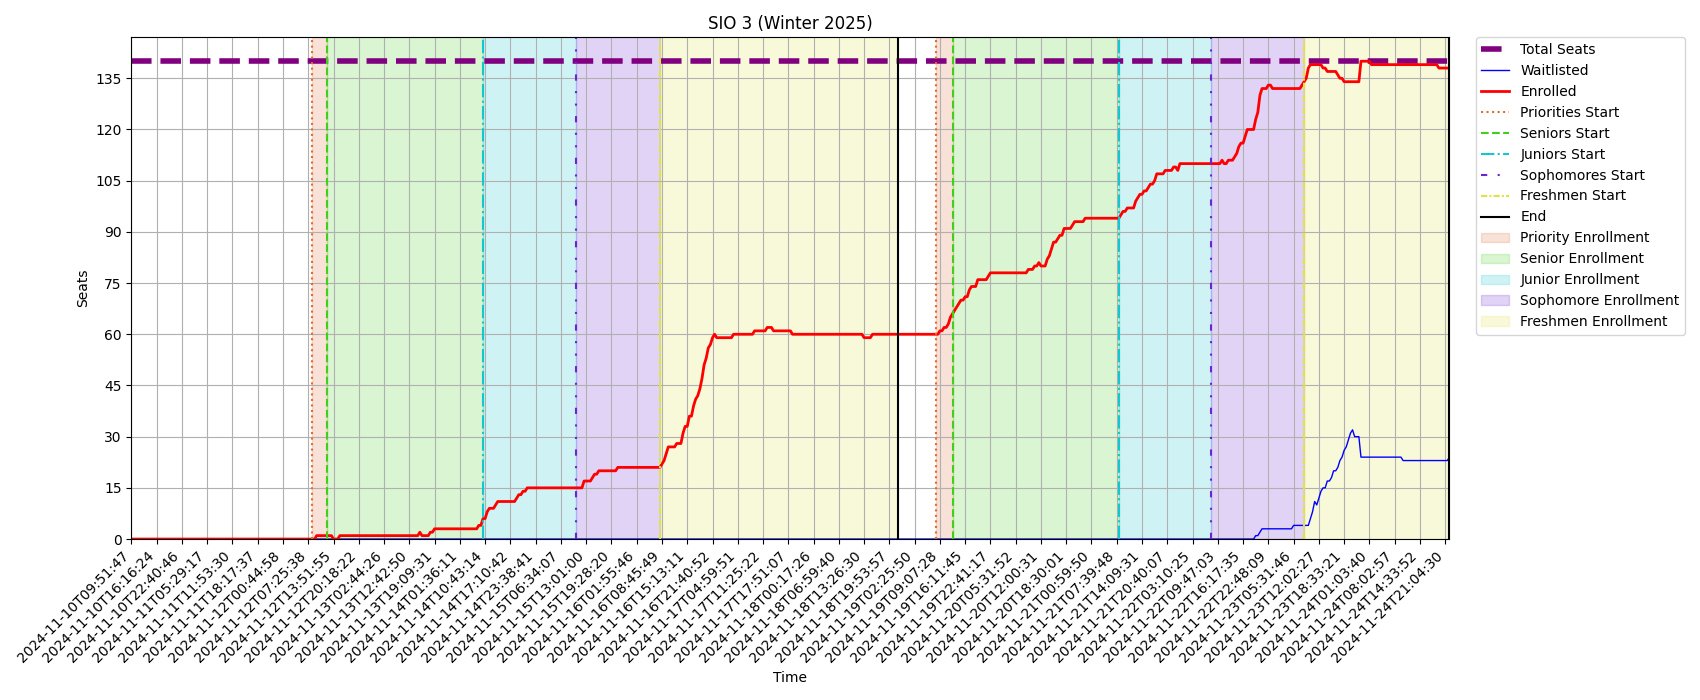 SIO 3 (Winter 2025)
Seats
135
120
105
90
75
60
45
30
15
0
2024-11-10T09:51:47
2024-11-10T16:16:24
2024-11-10T22:40:46
2024-11-11T05:29:17
2024-11-11T11:53:30
2024-11-11T18:17:37
2024-11-12T00:44:58
2024-11-12T07:25:38
2024-11-12T13:51:55
2024-11-12T20:18:22
2024-11-13T02:44:26
2024-11-13T12:42:50
2024-11-13T19:09:31
2024-11-14T01:36:11
2024-11-14T10:43:14
2024-11-14T17:10:42
2024-11-14T23:38:41
2024-11-15T06:34:07
2024-11-15T13:01:00
2024-11-15T19:28:20
2024-11-16T01:55:46
2024-11-16T08:45:49
2024-11-16T15:13:11
2024-11-16T21:40:52
2024-11-17T04:59:51
2024-11-17T11:25:22
2024-11-17T17:51:07
2024-11-18T00:17:26
2024-11-18T06:59:40
2024-11-18T13:26:30
2024-11-18T19:53:57
2024-11-19T02:25:50
2024-11-19T09:07:28
2024-11-19T16:11:45
2024-11-19T22:41:17
2024-11-20T05:31:52
2024-11-20T12:00:31
2024-11-20T18:30:01
2024-11-21T00:59:50
2024-11-21T07:39:48
2024-11-21T14:09:31
2024-11-21T20:40:07
2024-11-22T03:10:25
2024-11-22T09:47:03
2024-11-22T16:17:35
2024-11-22T22:48:09
2024-11-23T05:31:46
2024-11-23T12:02:27
2024-11-23T18:33:21
2024-11-24T01:03:40
2024-11-24T08:02:57
2024-11-24T14:33:52
2024-11-24T21:04:30
Time
Total Seats
Waitlisted
Enrolled
Priorities Start
Seniors Start
Juniors Start
Sophomores Start
Freshmen Start
End
Priority Enrollment
Senior Enrollment
Junior Enrollment
Sophomore Enrollment
Freshmen Enrollment